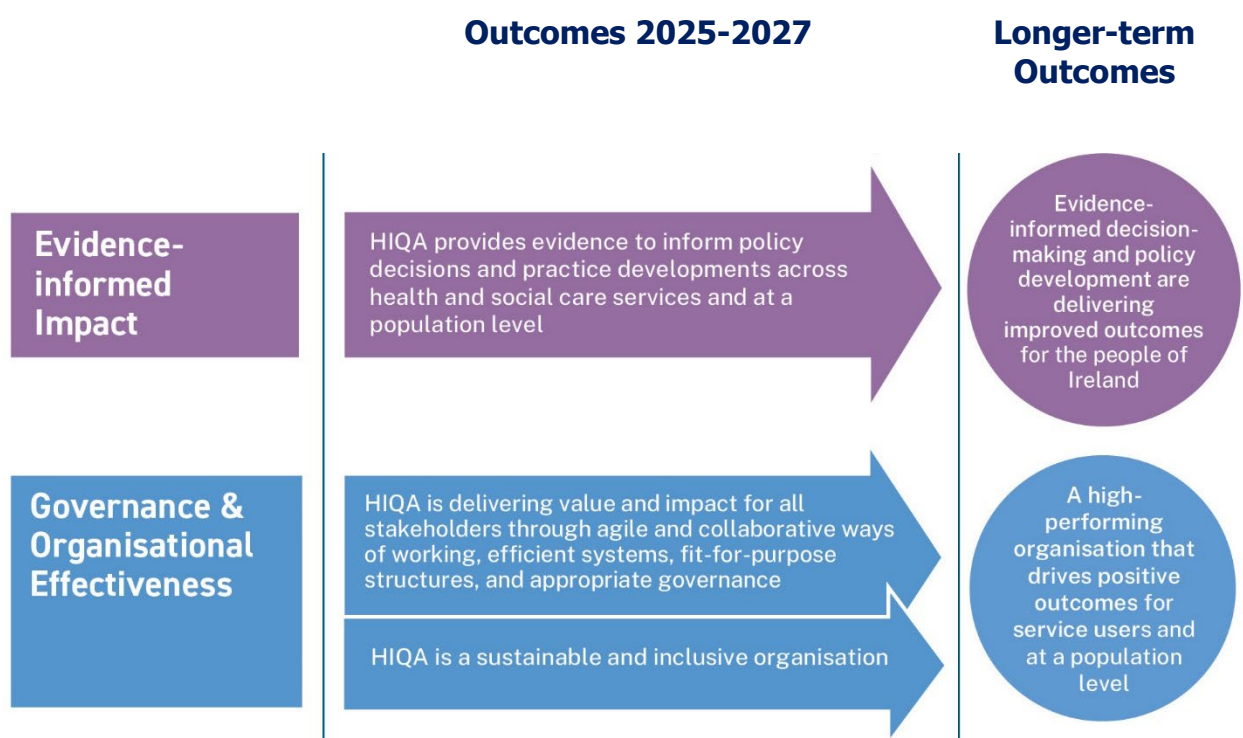 Outcomes 2025-2027
Longer-term
Outcomes
Evidence-
informed
Impact
HIQA provides evidence to inform policy
decisions and practice developments across
health and social care services and at a
population level
Evidence-
informed decision-
making and policy
development are
delivering
improved outcomes
for the people of
Ireland
Governance &
Organisational
Effectiveness
HIQA is delivering value and impact for all
stakeholders through agile and collaborative ways
of working, efficient systems, fit-for-purpose
structures, and appropriate governance
HIQA is a sustainable and inclusive organisation
A high-
performing
organisation that
drives positive
outcomes for
service users and
at a population
level